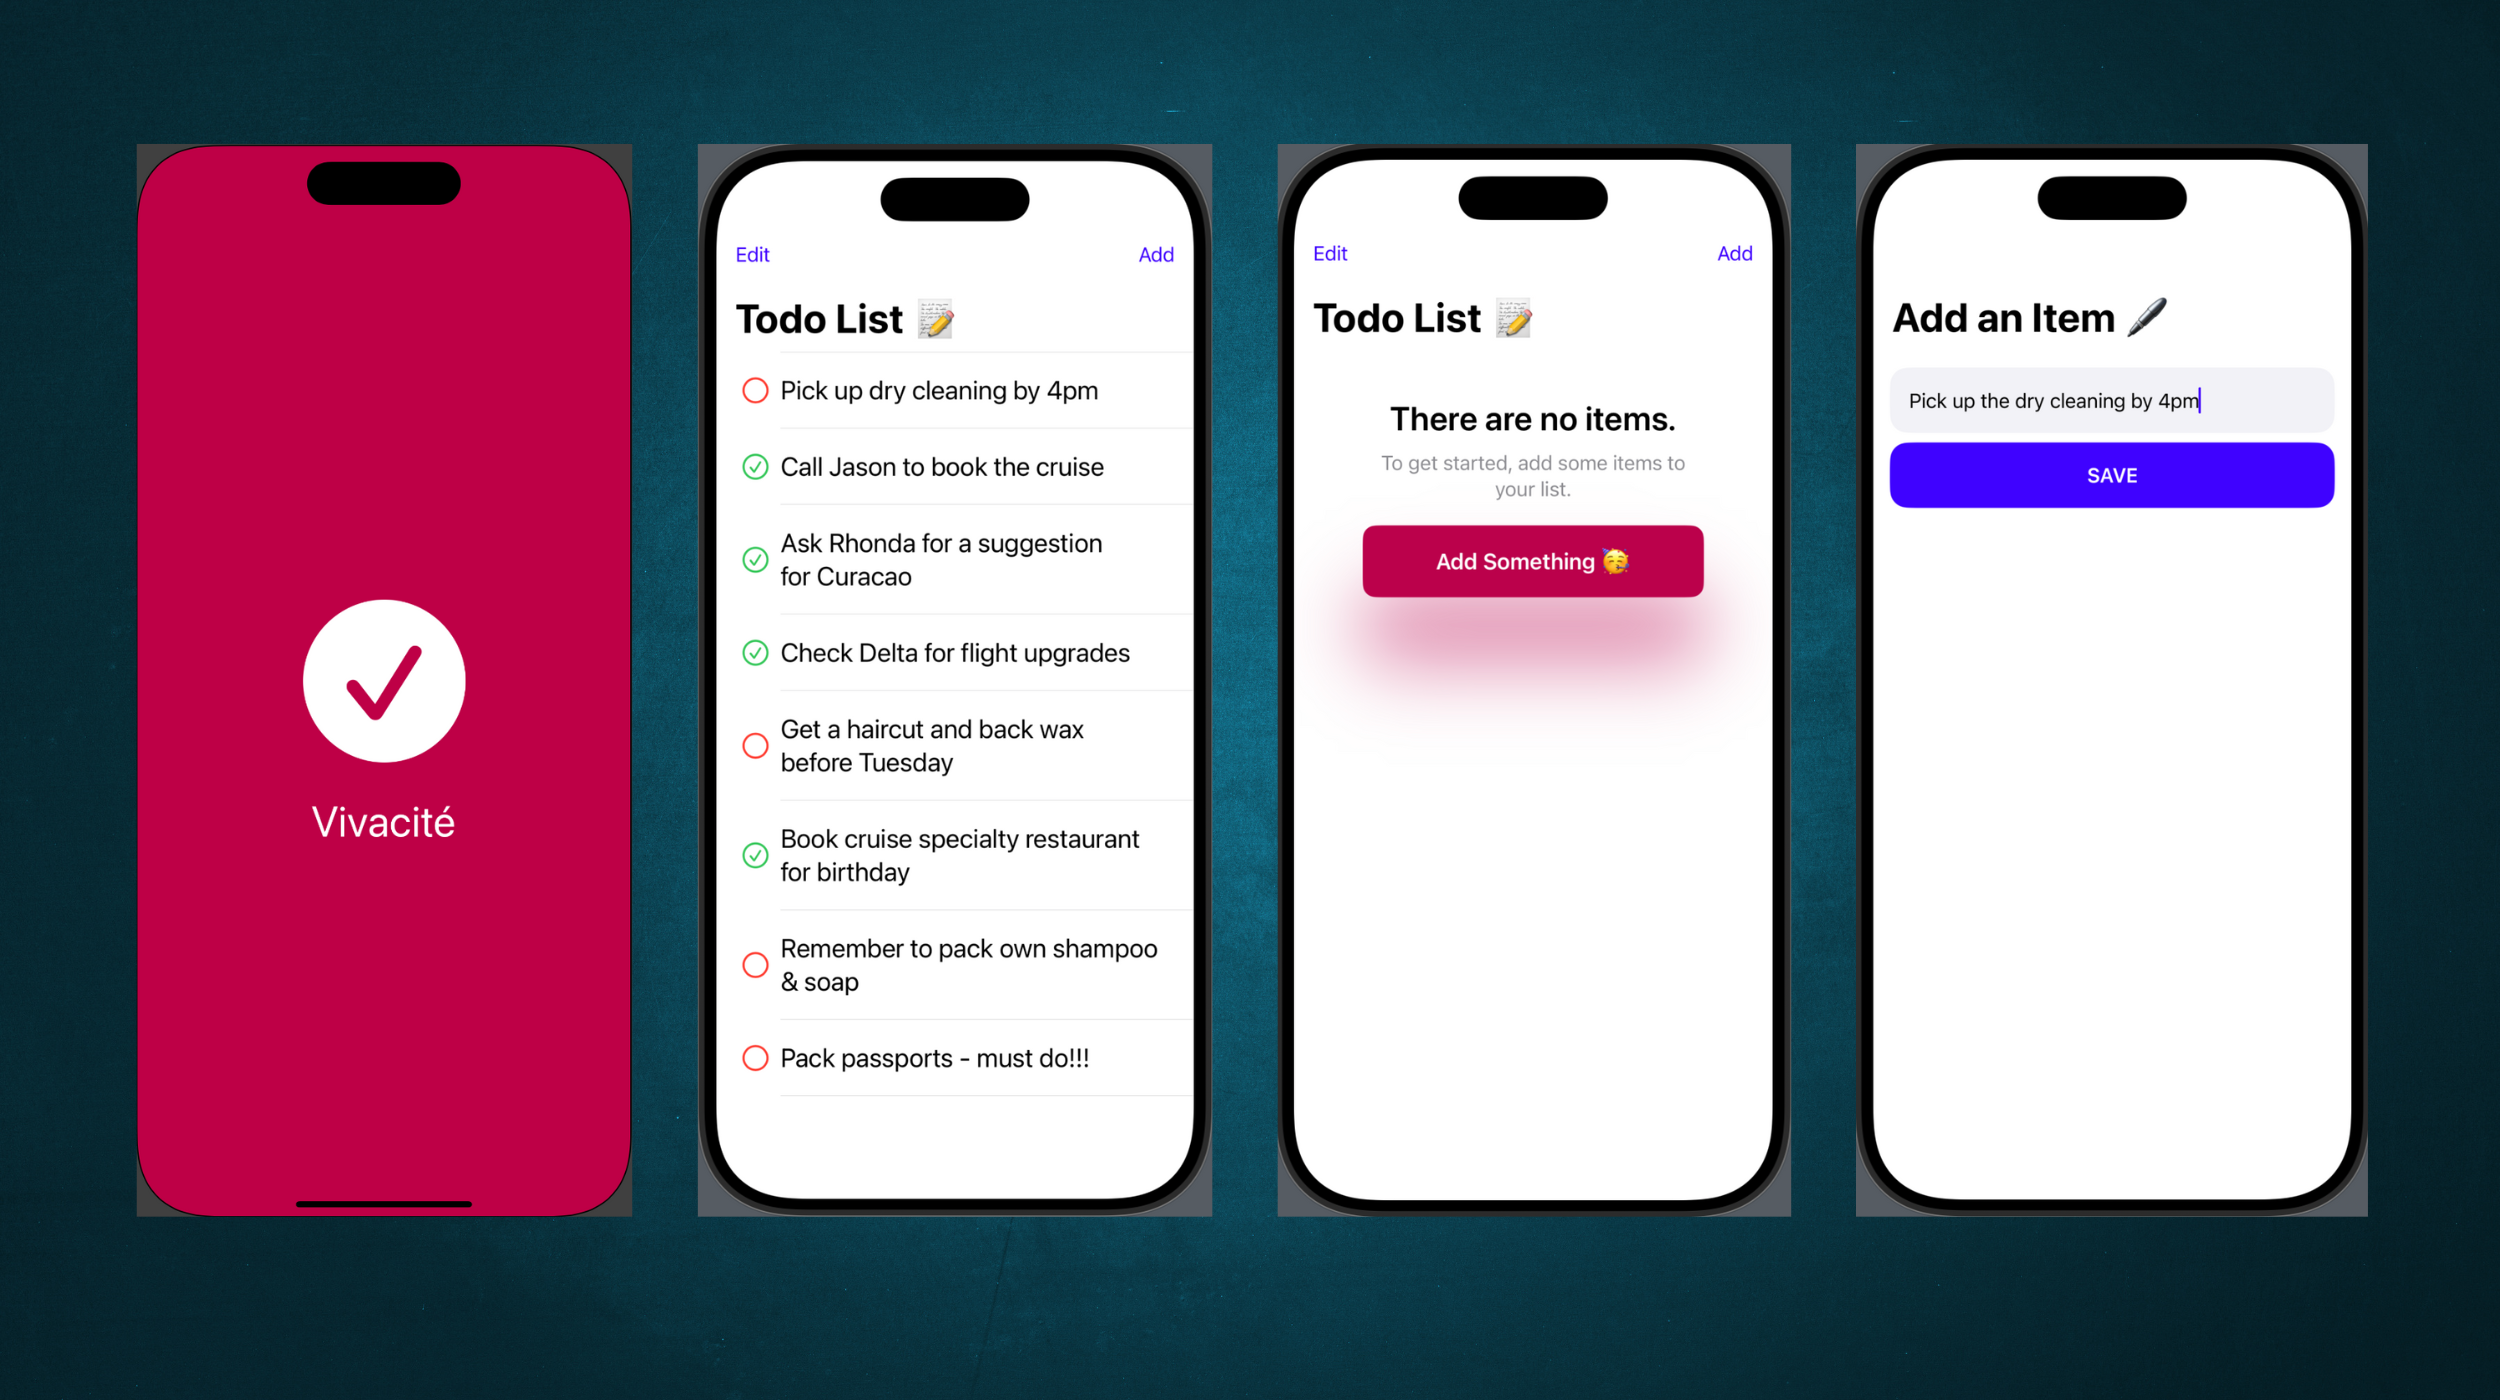 Vivacité
Edit
Add
Todo List
Pick up dry cleaning by 4pm
Call Jason to book the cruise
Ask Rhonda for a suggestion
for Curacao
Check Delta for flight upgrades
Get a haircut and back wax
before Tuesday
Book cruise specialty restaurant
for birthday
Remember to pack own shampoo
& soap
Pack passports - must do!!!
Edit
Add
Todo List
There are no items.
To get started, add some items to
your list.
Add Something
Add an Item
Pick up the dry cleaning by 4pm
SAVE